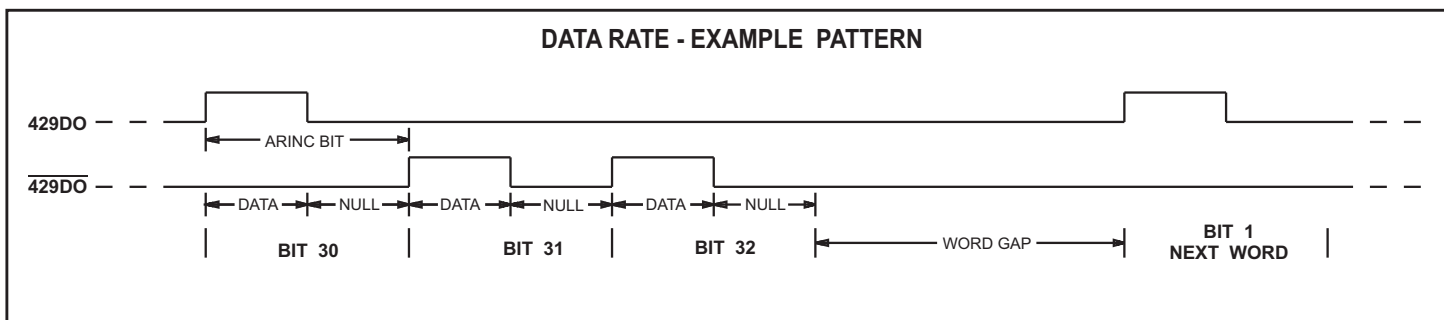 DATA RATE - EXAMPLE PATTERN
429DO
ARINC BIT
429DO
DATA NULL DATA NULL DATA NULL
BIT 30 BIT 31 BIT 32 WORD GAP BIT 1
NEXT WORD